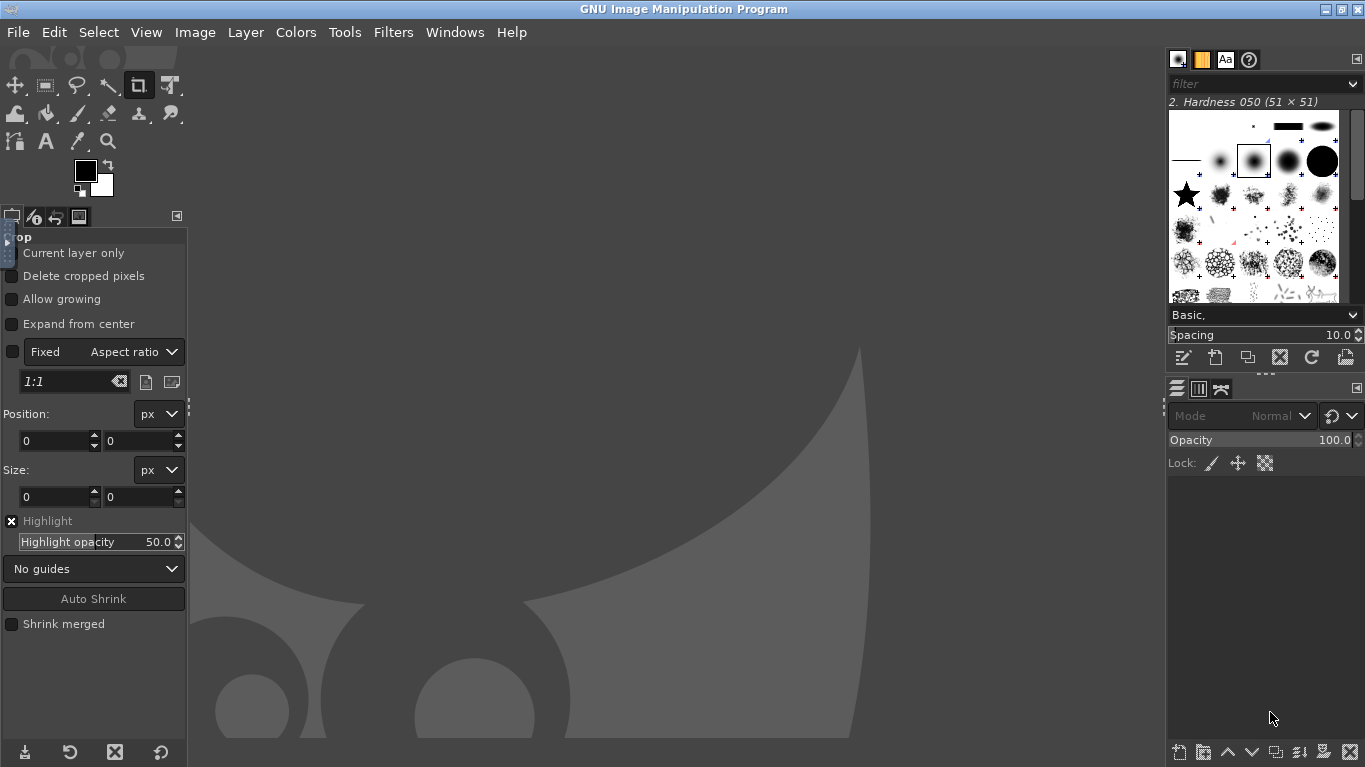 GNU Image Manipulation Program
File Edit Select View Image Layer Colors Tools Filters Windows Help
Aa
filter
2. Hardness 050 (51 × 51)
rop
Current layer only
Delete cropped pixels
Allow growing
Expand from center
Fixed Aspect ratio
1:1
Position: px
0 0
Size: px
0 0
Highlight
Highlight opacity 50.0
No guides
Auto Shrink
Shrink merged
Basic,
Spacing 10.0
Mode Normal
Opacity 100.0
Lock: